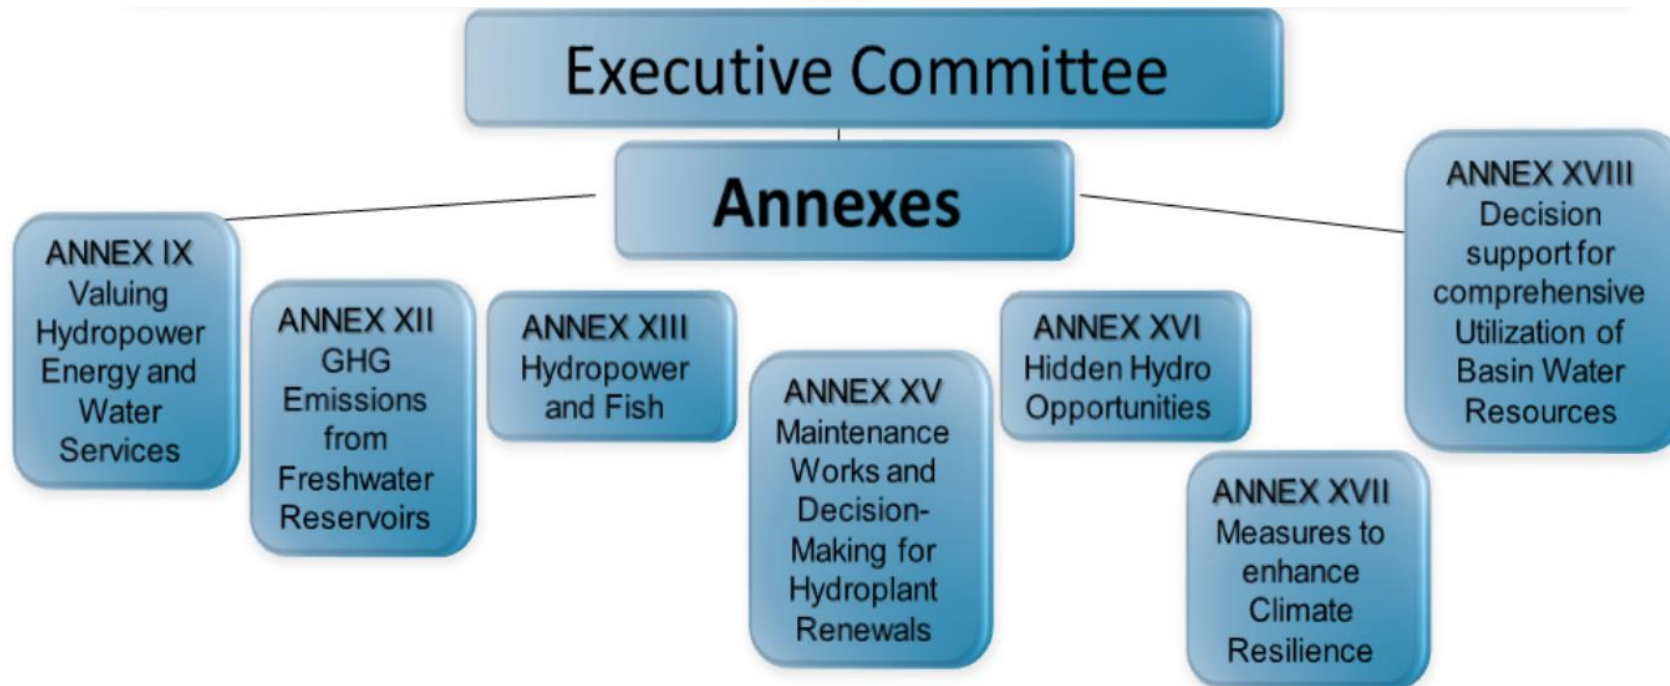 Executive Committee
Annexes
ANNEX IX
Valuing
Hydropower
Energy and
Water
Services
ANNEX XII
GHG
Emissions
from
Freshwater
Reservoirs
ANNEX XIII
Hydropower
and Fish
ANNEX XV
Maintenance
Works and
Decision-
Making for
Hydroplant
Renewals
ANNEX XVI
Hidden Hydro
Opportunities
ANNEX XVII
Measures to
enhance
Climate
Resilience
ANNEX XVIII
Decision
support for
comprehensive
Utilization of
Basin Water
Resources